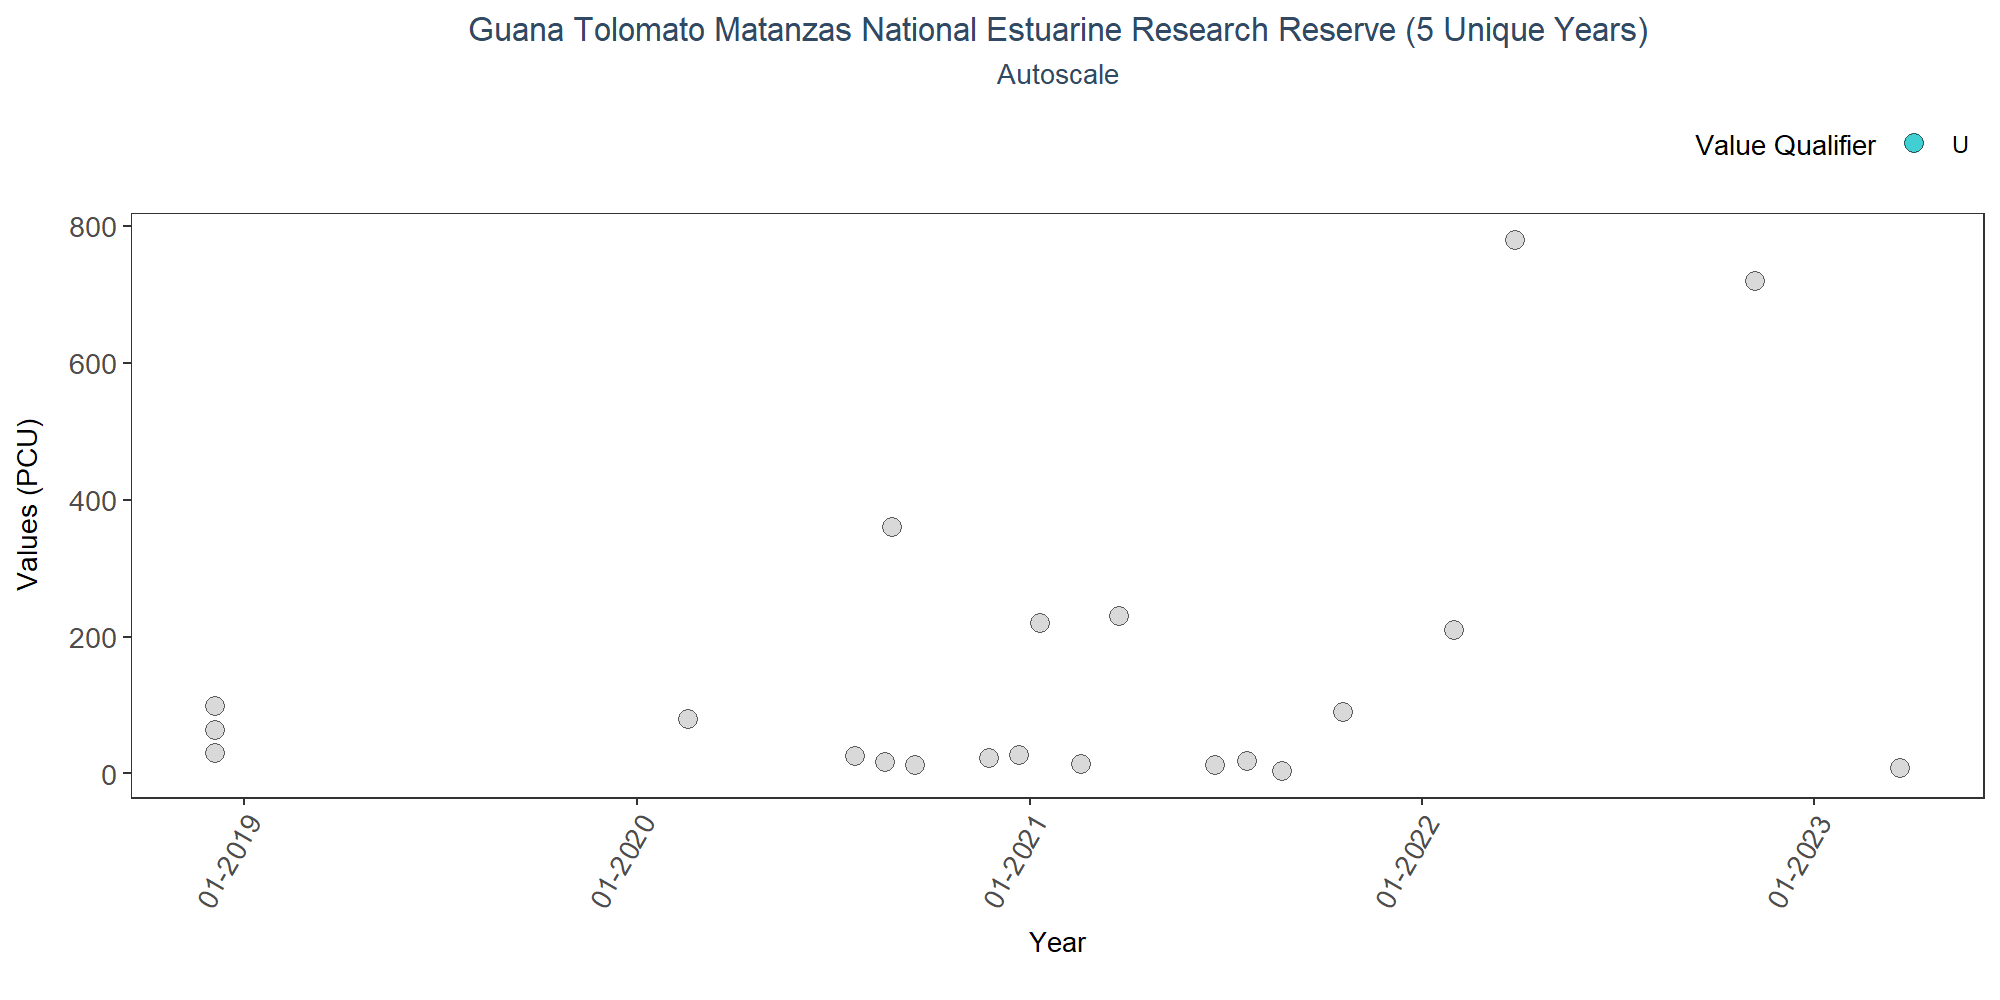 Guana Tolomato Matanzas National Estuarine Research Reserve (5 Unique Years)
Autoscale
Value Qualifier U
800
600
400
200
0
Values (PCU)
01-2019
01-2020
01-2021
01-2022
01-2023
Year